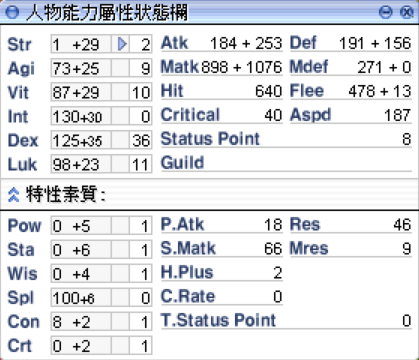 人物能力屬性狀態欄
Str 1 +29 2 Atk 184 + 253 Def 191 + 156
Agi 73+25 9 Matk 898 + 1076 Mdef 271 + 0
Vit 87+29 10 Hit 640 Flee 478 + 13
Int 130+30 0 Critical 40 Aspd 187
Dex 125+35 36 Status Point 8
Luk 98+23 11 Guild
特性素質:
Pow 0 +5 1 P.Atk 18 Res 46
Sta 0 +6 1 S.Matk 66 Mres 9
Wis 0 +4 1 H.Plus 2
Spl 100+6 0 C.Rate 0
Con 8 +2 1 T.Status Point 0
Crt 0 +2 1